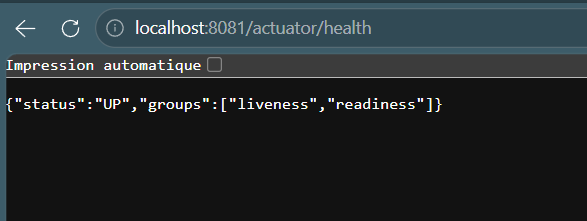 localhost:8081/actuator/health
Impression automatique
{"status":"UP","groups":["liveness","readiness"]}